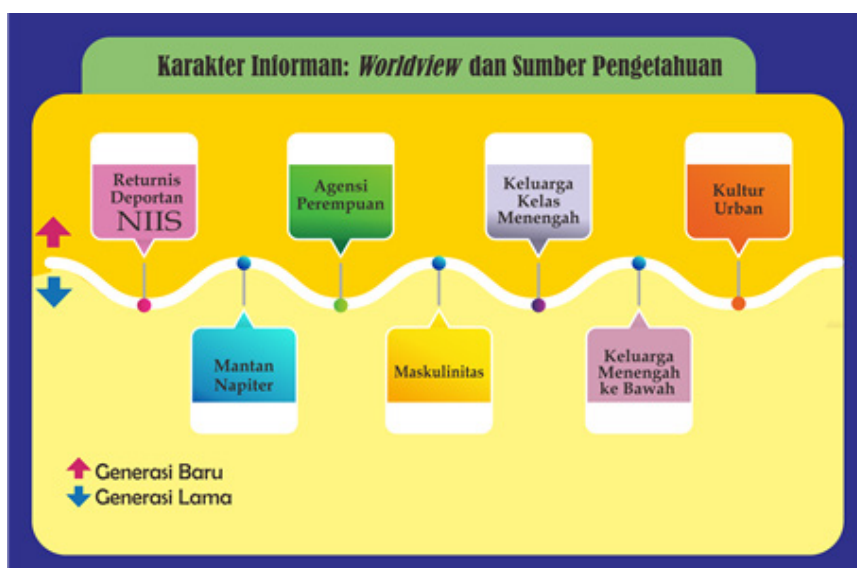 Karakter Informan: Worldview dan Sumber Pengetahuan
Returnis
Deportan
NIIS
Agensi
Perempuan
Keluarga
Kelas
Menengah
Kultur
Urban
Mantan
Napiter
Maskulinitas
Keluarga
Menengah
ke Bawah
Generasi Baru
Generasi Lama